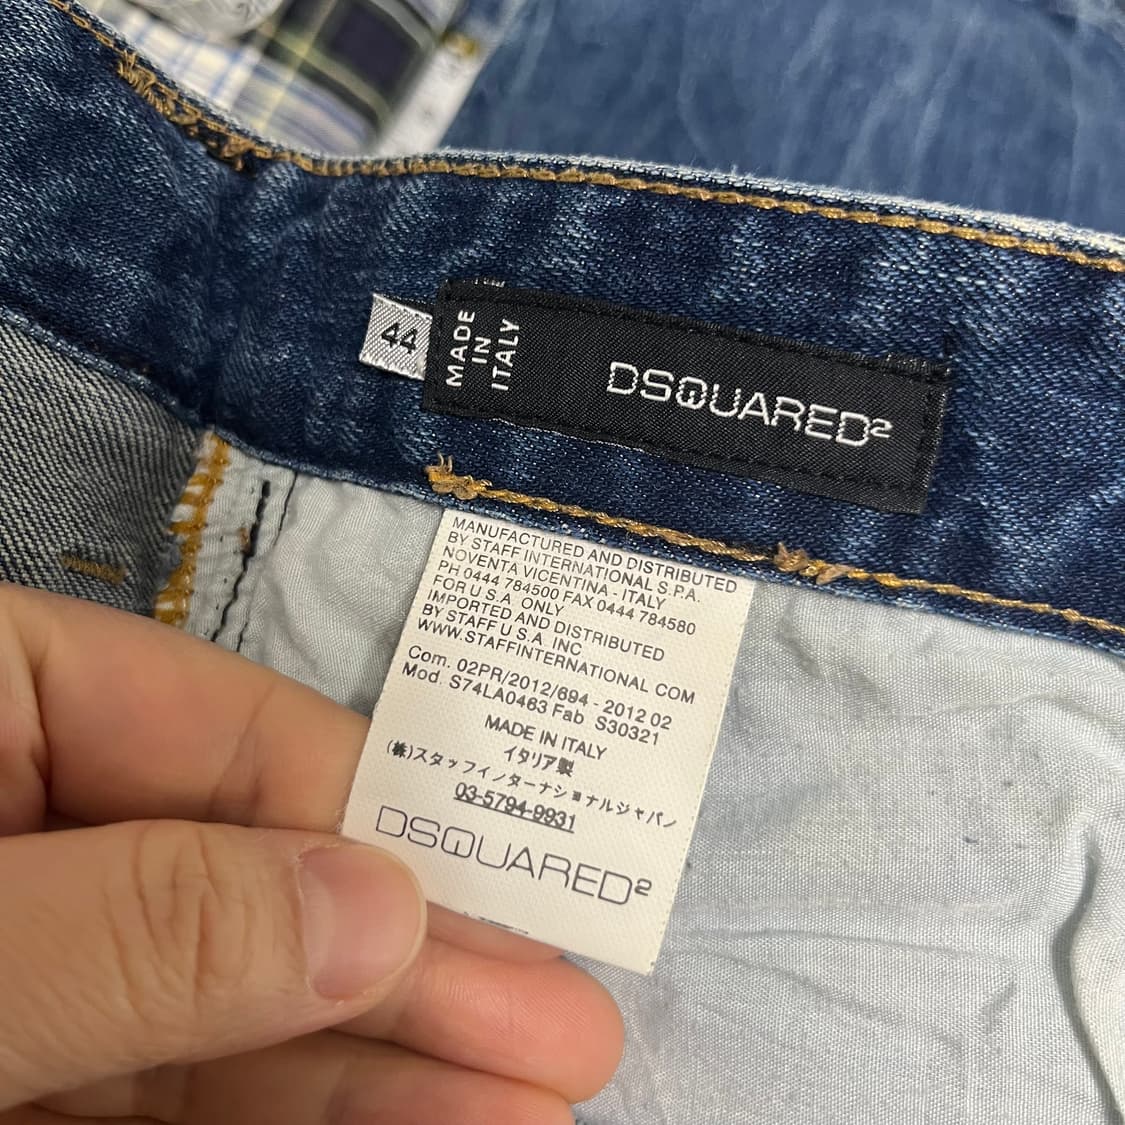 44
MADE
IN
ITALY
DSQUARED2
MANUFACTURED AND DISTRIBUTED
BY STAFF INTERNATIONAL S.P.A.
NOVENTA VICENTINA - ITALY
PH 0444 784500 FAX 0444 784580
FOR U.S.A. ONLY
IMPORTED AND DISTRIBUTED
BY STAFF U.S.A. INC
WWW.STAFFINTERNATIONAL COM
Com. 02PR/2012/694 - 2012 02
Mod. S74LA0463 Fab S30321
MADE IN ITALY
イタリア製
(株)スタッフィンターナショナルジャパン
03-5794-9931
DSQUARED2